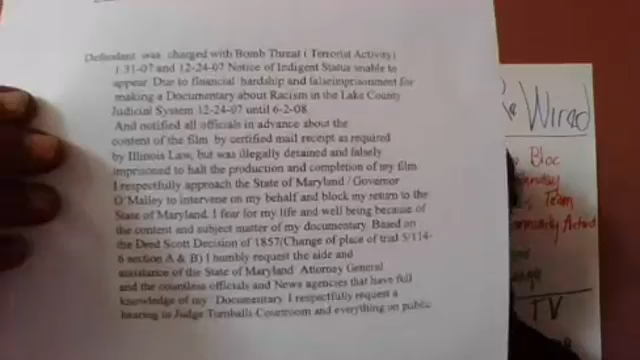 Defendant was charged with Bomb Threat ( Terrorist Activity)
1-31-07 and 12-24-07 Notice of Indigent Status unable to
appear. Due to financial hardship and falseimprisonment for
making a Documentary about Racism in the Lake County
Judicial System 12-24-07 until 6-2-08.
And notified all officials in advance about the
content of the film by certified mail receipt as required
by Illinois Law, but was illegally detained and falsely
imprisoned to halt the production and completion of my film
I respectfully approach the State of Maryland / Governor
O'Malley to intervene on my behalf and block my return to the
State of Maryland. I fear for my life and well being because of
the content and subject matter of my documentary. Based on
the Dred Scott Decision of 1857/Change of place of trial 5/114-
6 section A & B) I humbly request the aide and
assistance of the State of Maryland Attorney General
and the countless officials and News agencies that have full
knowledge of my Documentary. I respectfully request a
hearing in Judge Turnbulls Courtroom and everything on public
Wired
Bloc
Team
TV